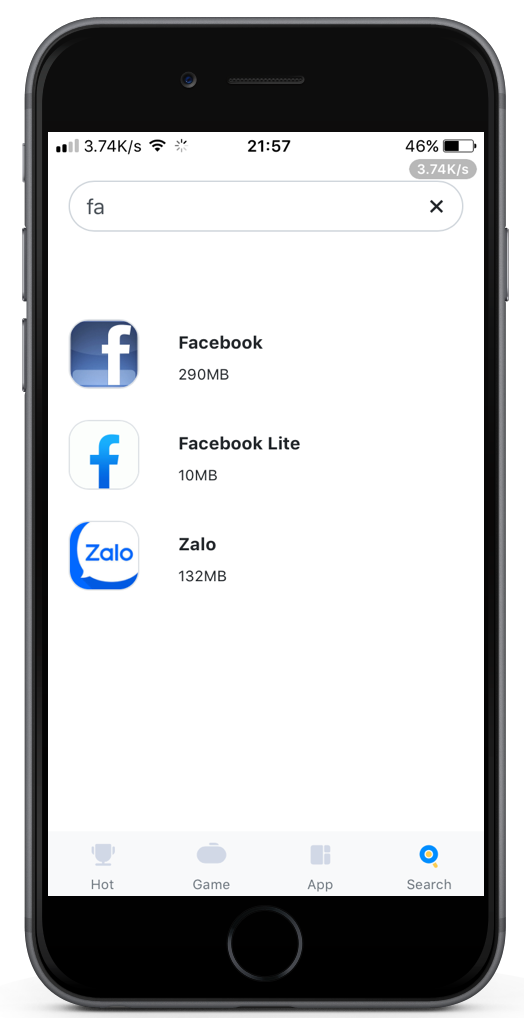 3.74K/s 21:57 46%
3.74K/s
fa
Facebook
290MB
Facebook Lite
10MB
Zalo
Zalo
132MB
Hot Game App Search